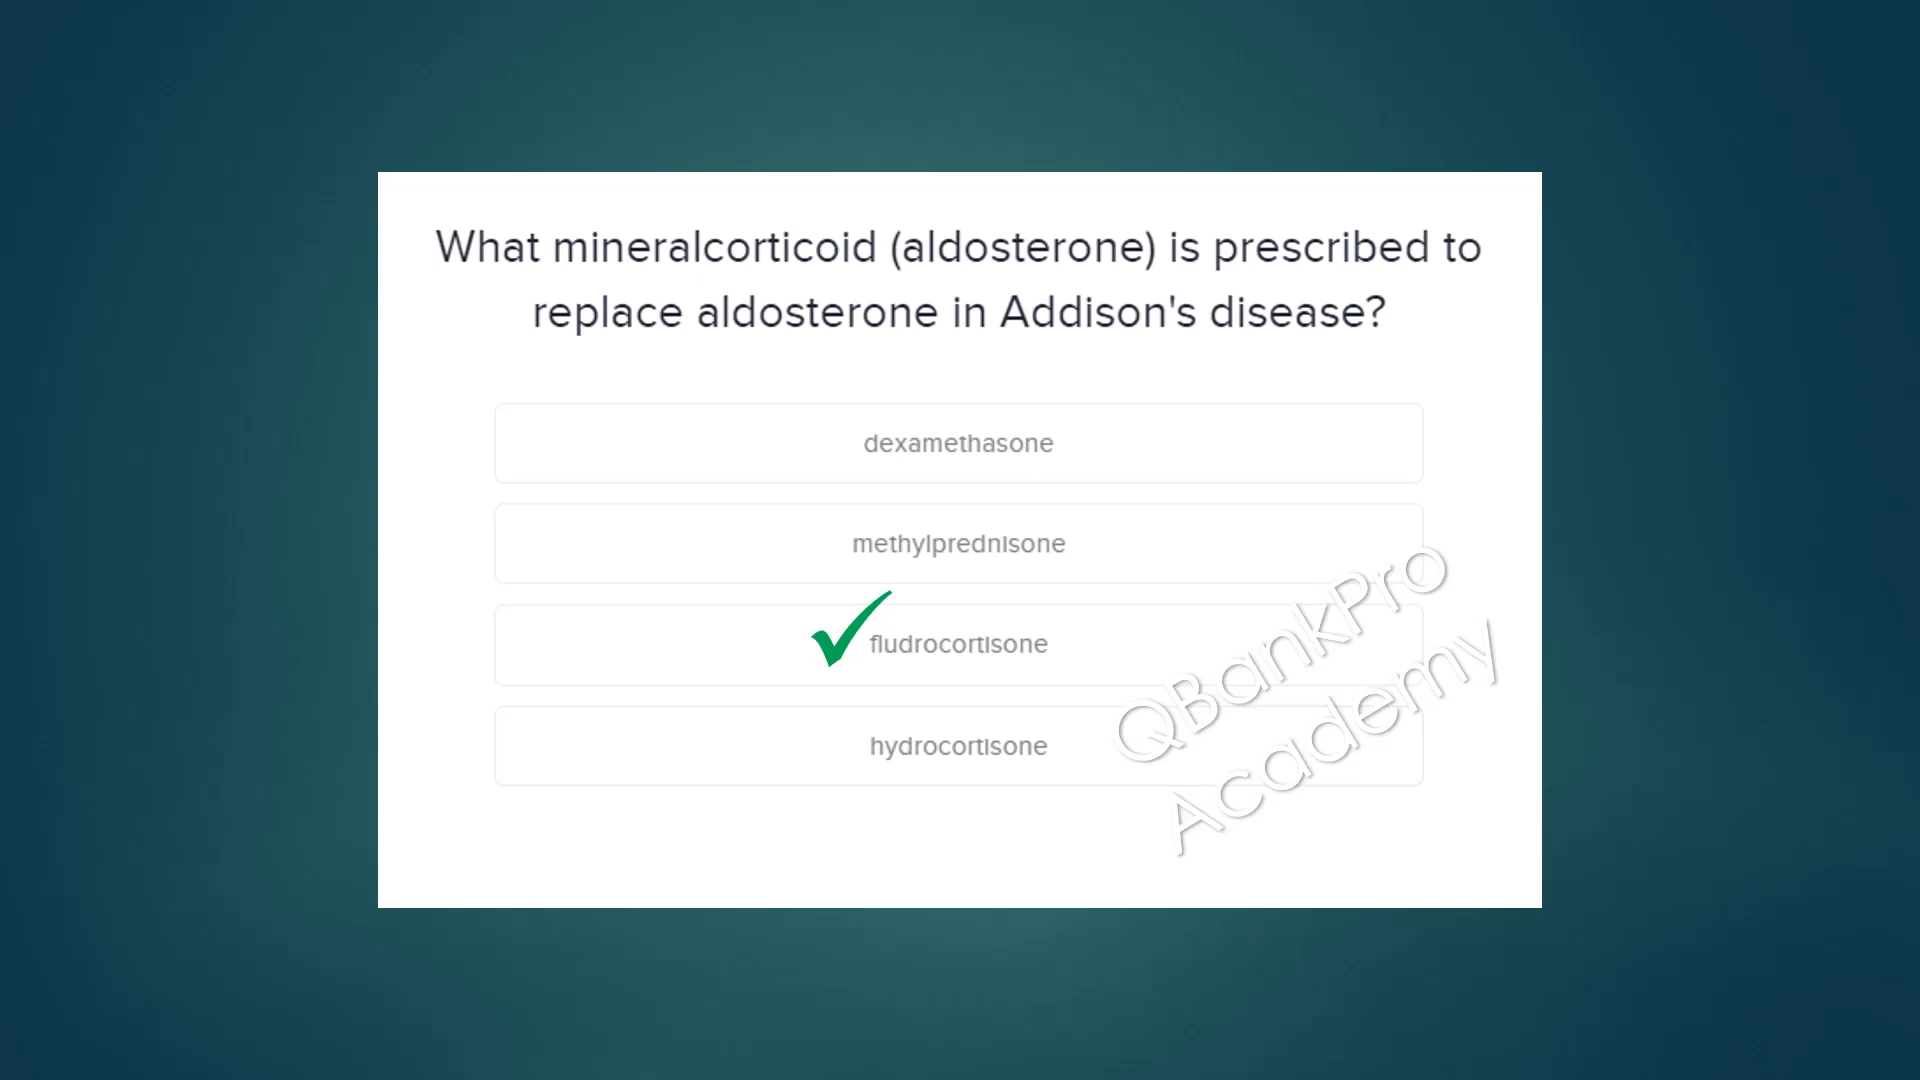 What mineralcorticoid (aldosterone) is prescribed to
replace aldosterone in Addison's disease?
dexamethasone
methylprednisone
fludrocortisone
hydrocortisone
QBankPro
Academy